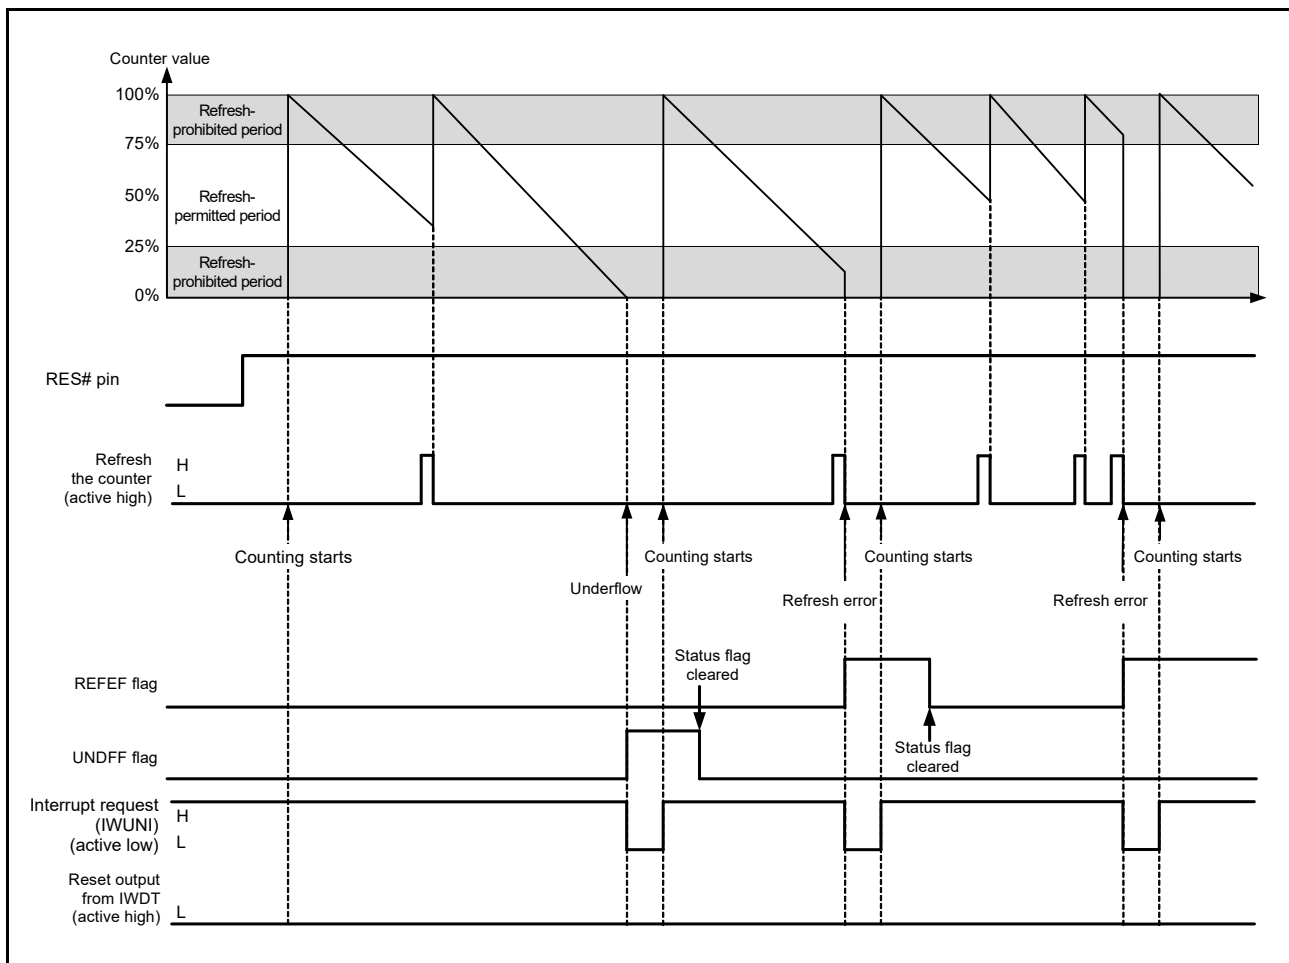 Counter value
100%
Refresh-
prohibited period
75%
50%
Refresh-
permitted period
25%
Refresh-
prohibited period
0%
RES# pin
Refresh
the counter
(active high)
H
L
Counting starts
Counting starts
Counting starts
Counting starts
Underflow
Refresh error
Refresh error
Status flag
cleared
REFEF flag
UNDFF flag
Status flag
cleared
Interrupt request
(IWUNI)
(active low)
H
L
Reset output
from IWDT
(active high)
L